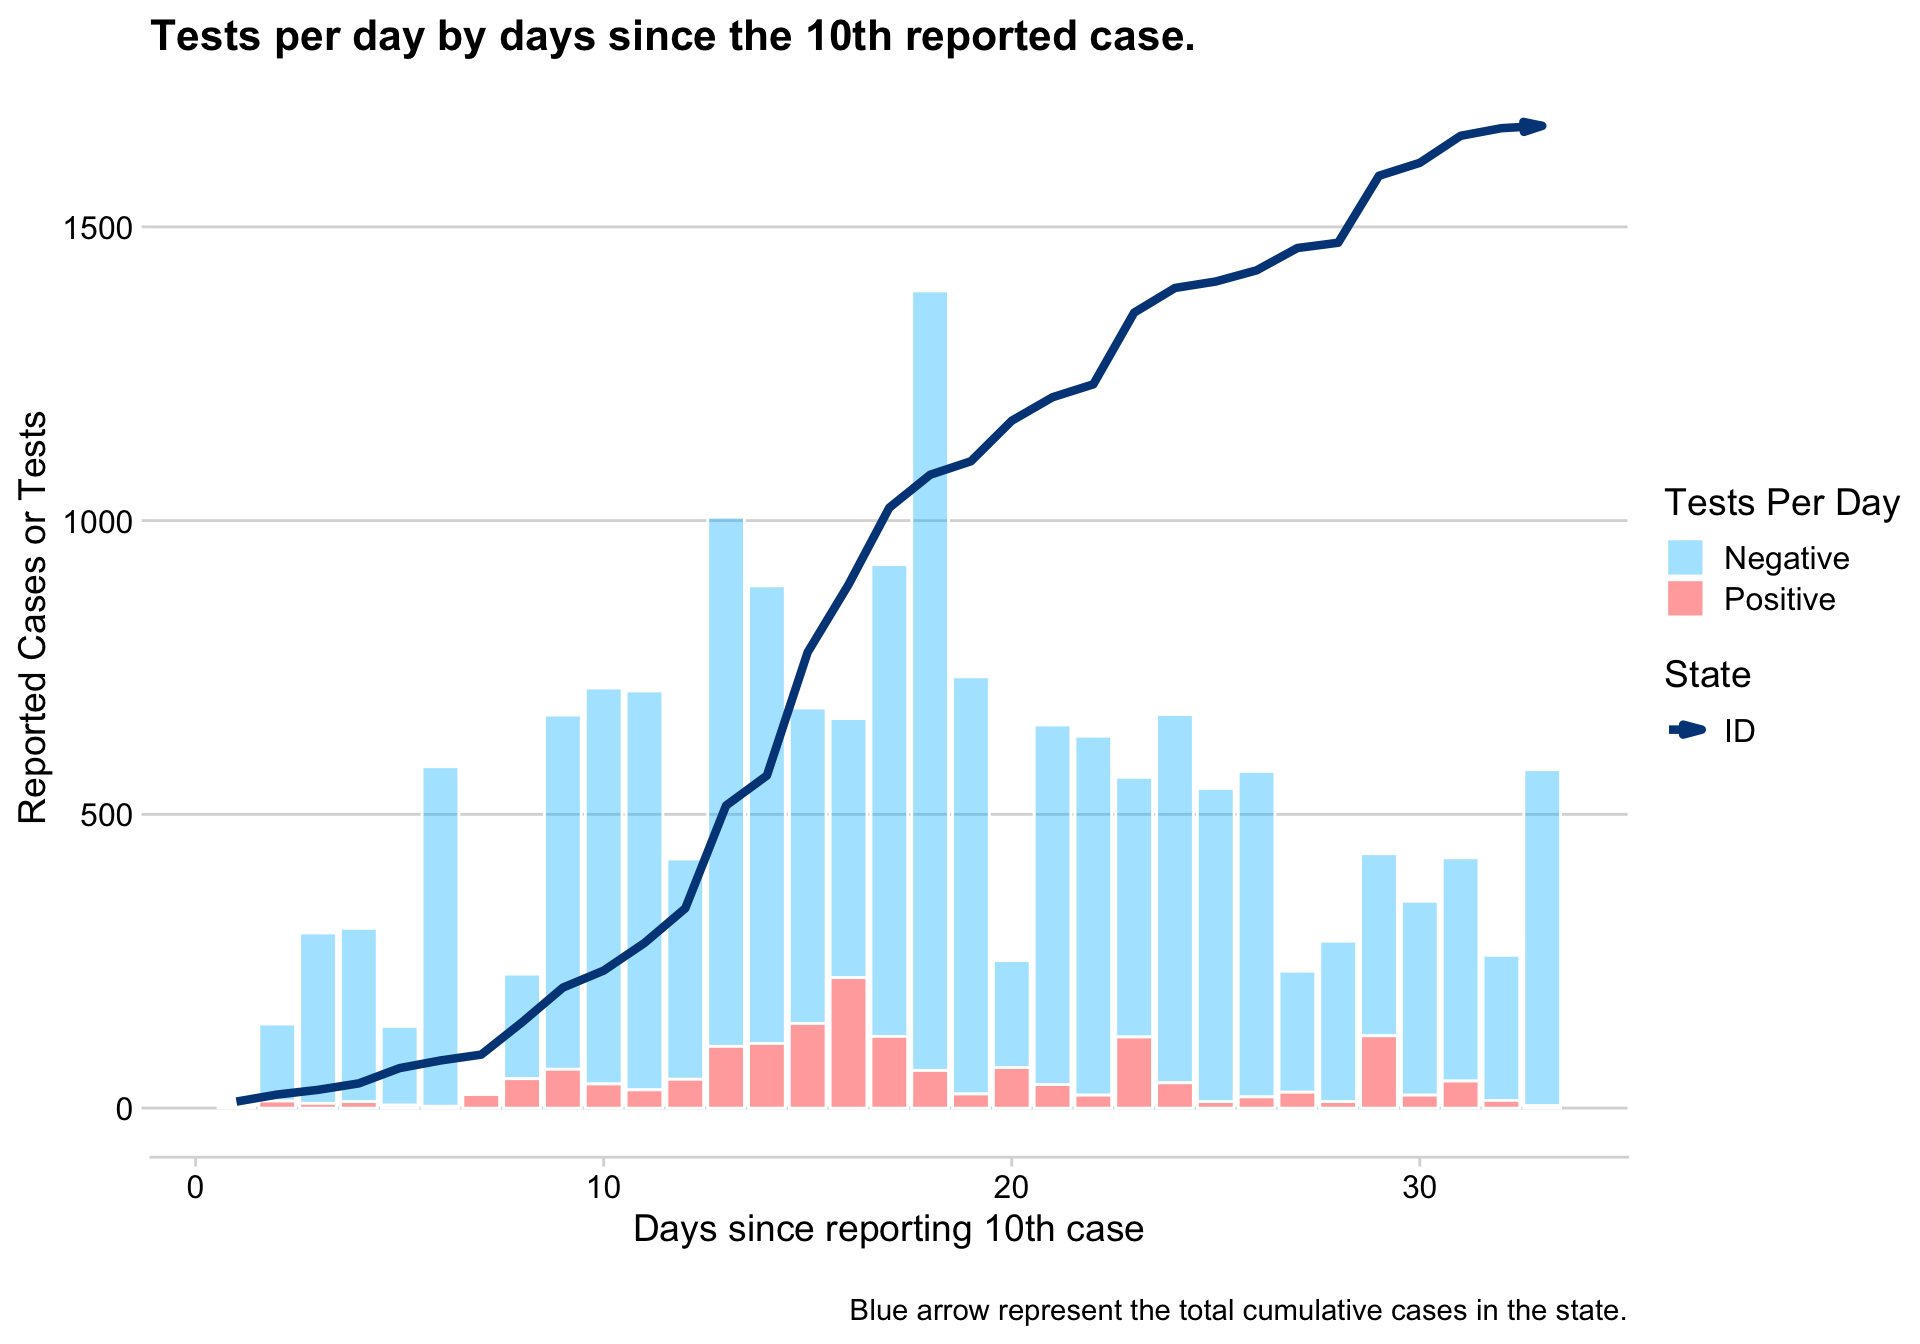 Tests per day by days since the 10th reported case.
Reported Cases or Tests
1500
1000
500
0
0 10 20 30
Days since reporting 10th case
Tests Per Day
Negative
Positive
State
ID
Blue arrow represent the total cumulative cases in the state.